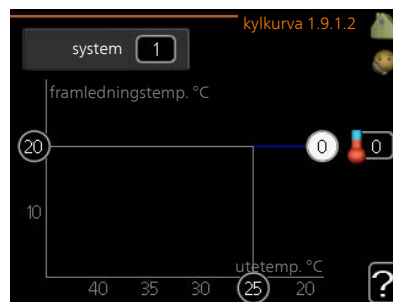 kylkurva 1.9.1.2
system 1
framledningstemp. °C
20
0
0
10
utetemp. °C
40 35 30 25 20
?